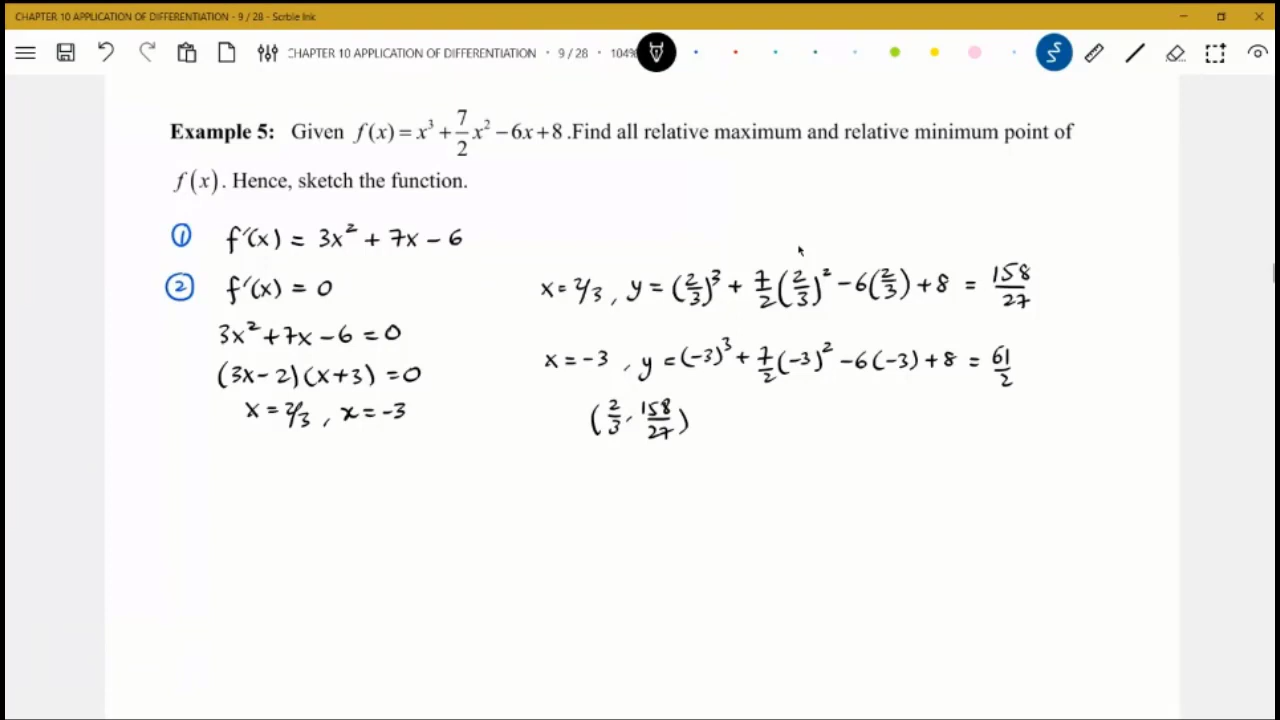 CHAPTER 10 APPLICATION OF DIFFERENTIATION - 9 / 28 - Scrble Ink
CHAPTER 10 APPLICATION OF DIFFERENTIATION • 9 / 28 • 104%
Example 5: Given f(x) = x³ + 7/2 x² − 6x + 8 .Find all relative maximum and relative minimum point of
f(x). Hence, sketch the function.
① f'(x) = 3x² + 7x − 6
② f'(x) = 0
3x² + 7x − 6 = 0
(3x − 2)(x + 3) = 0
x = 2/3 , x = −3
x = 2/3 , y = (2/3)³ + 7/2 (2/3)² − 6(2/3) + 8 = 158/27
x = −3 , y = (−3)³ + 7/2 (−3)² − 6(−3) + 8 = 61/2
(2/3, 158/27)